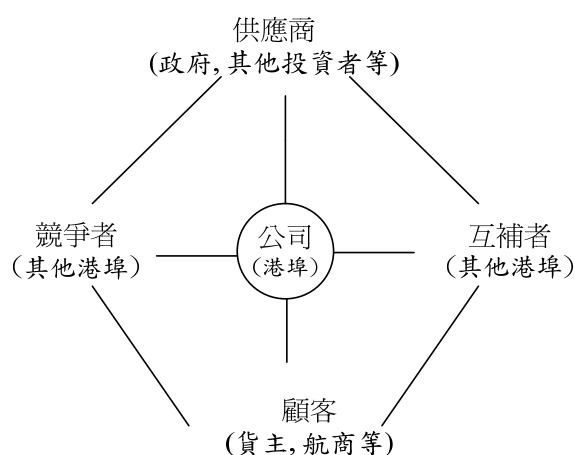 供應商
(政府,其他投資者等)
競爭者
(其他港埠)
公司
(港埠)
互補者
(其他港埠)
顧客
(貨主,航商等)